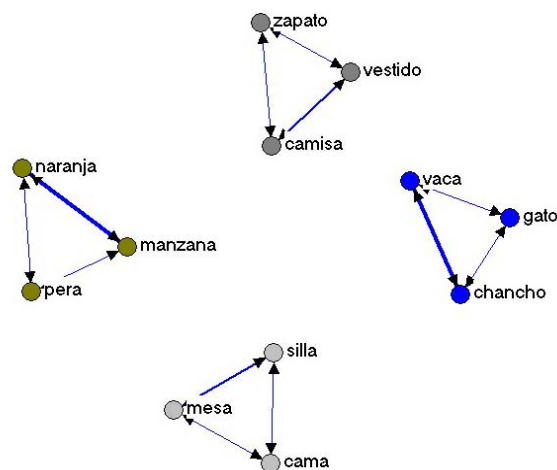 zapato
vestido
camisa
naranja
manzana
pera
vaca
gato
chancho
silla
mesa
cama